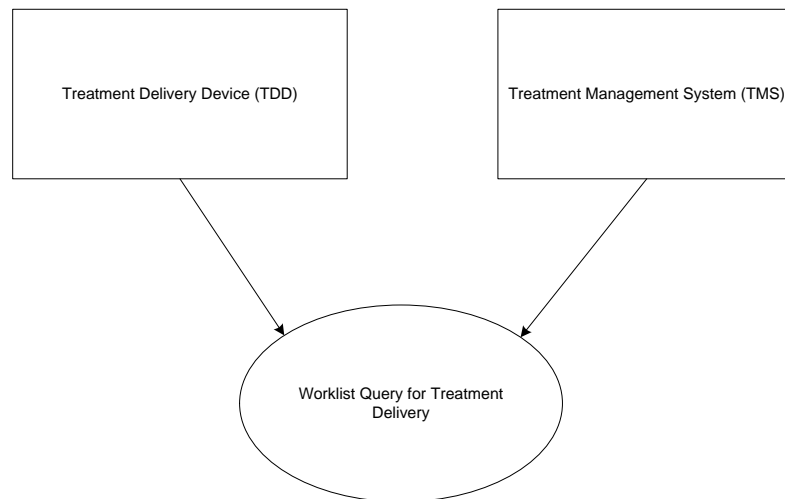 Treatment Delivery Device (TDD)
Treatment Management System (TMS)
Worklist Query for Treatment
Delivery